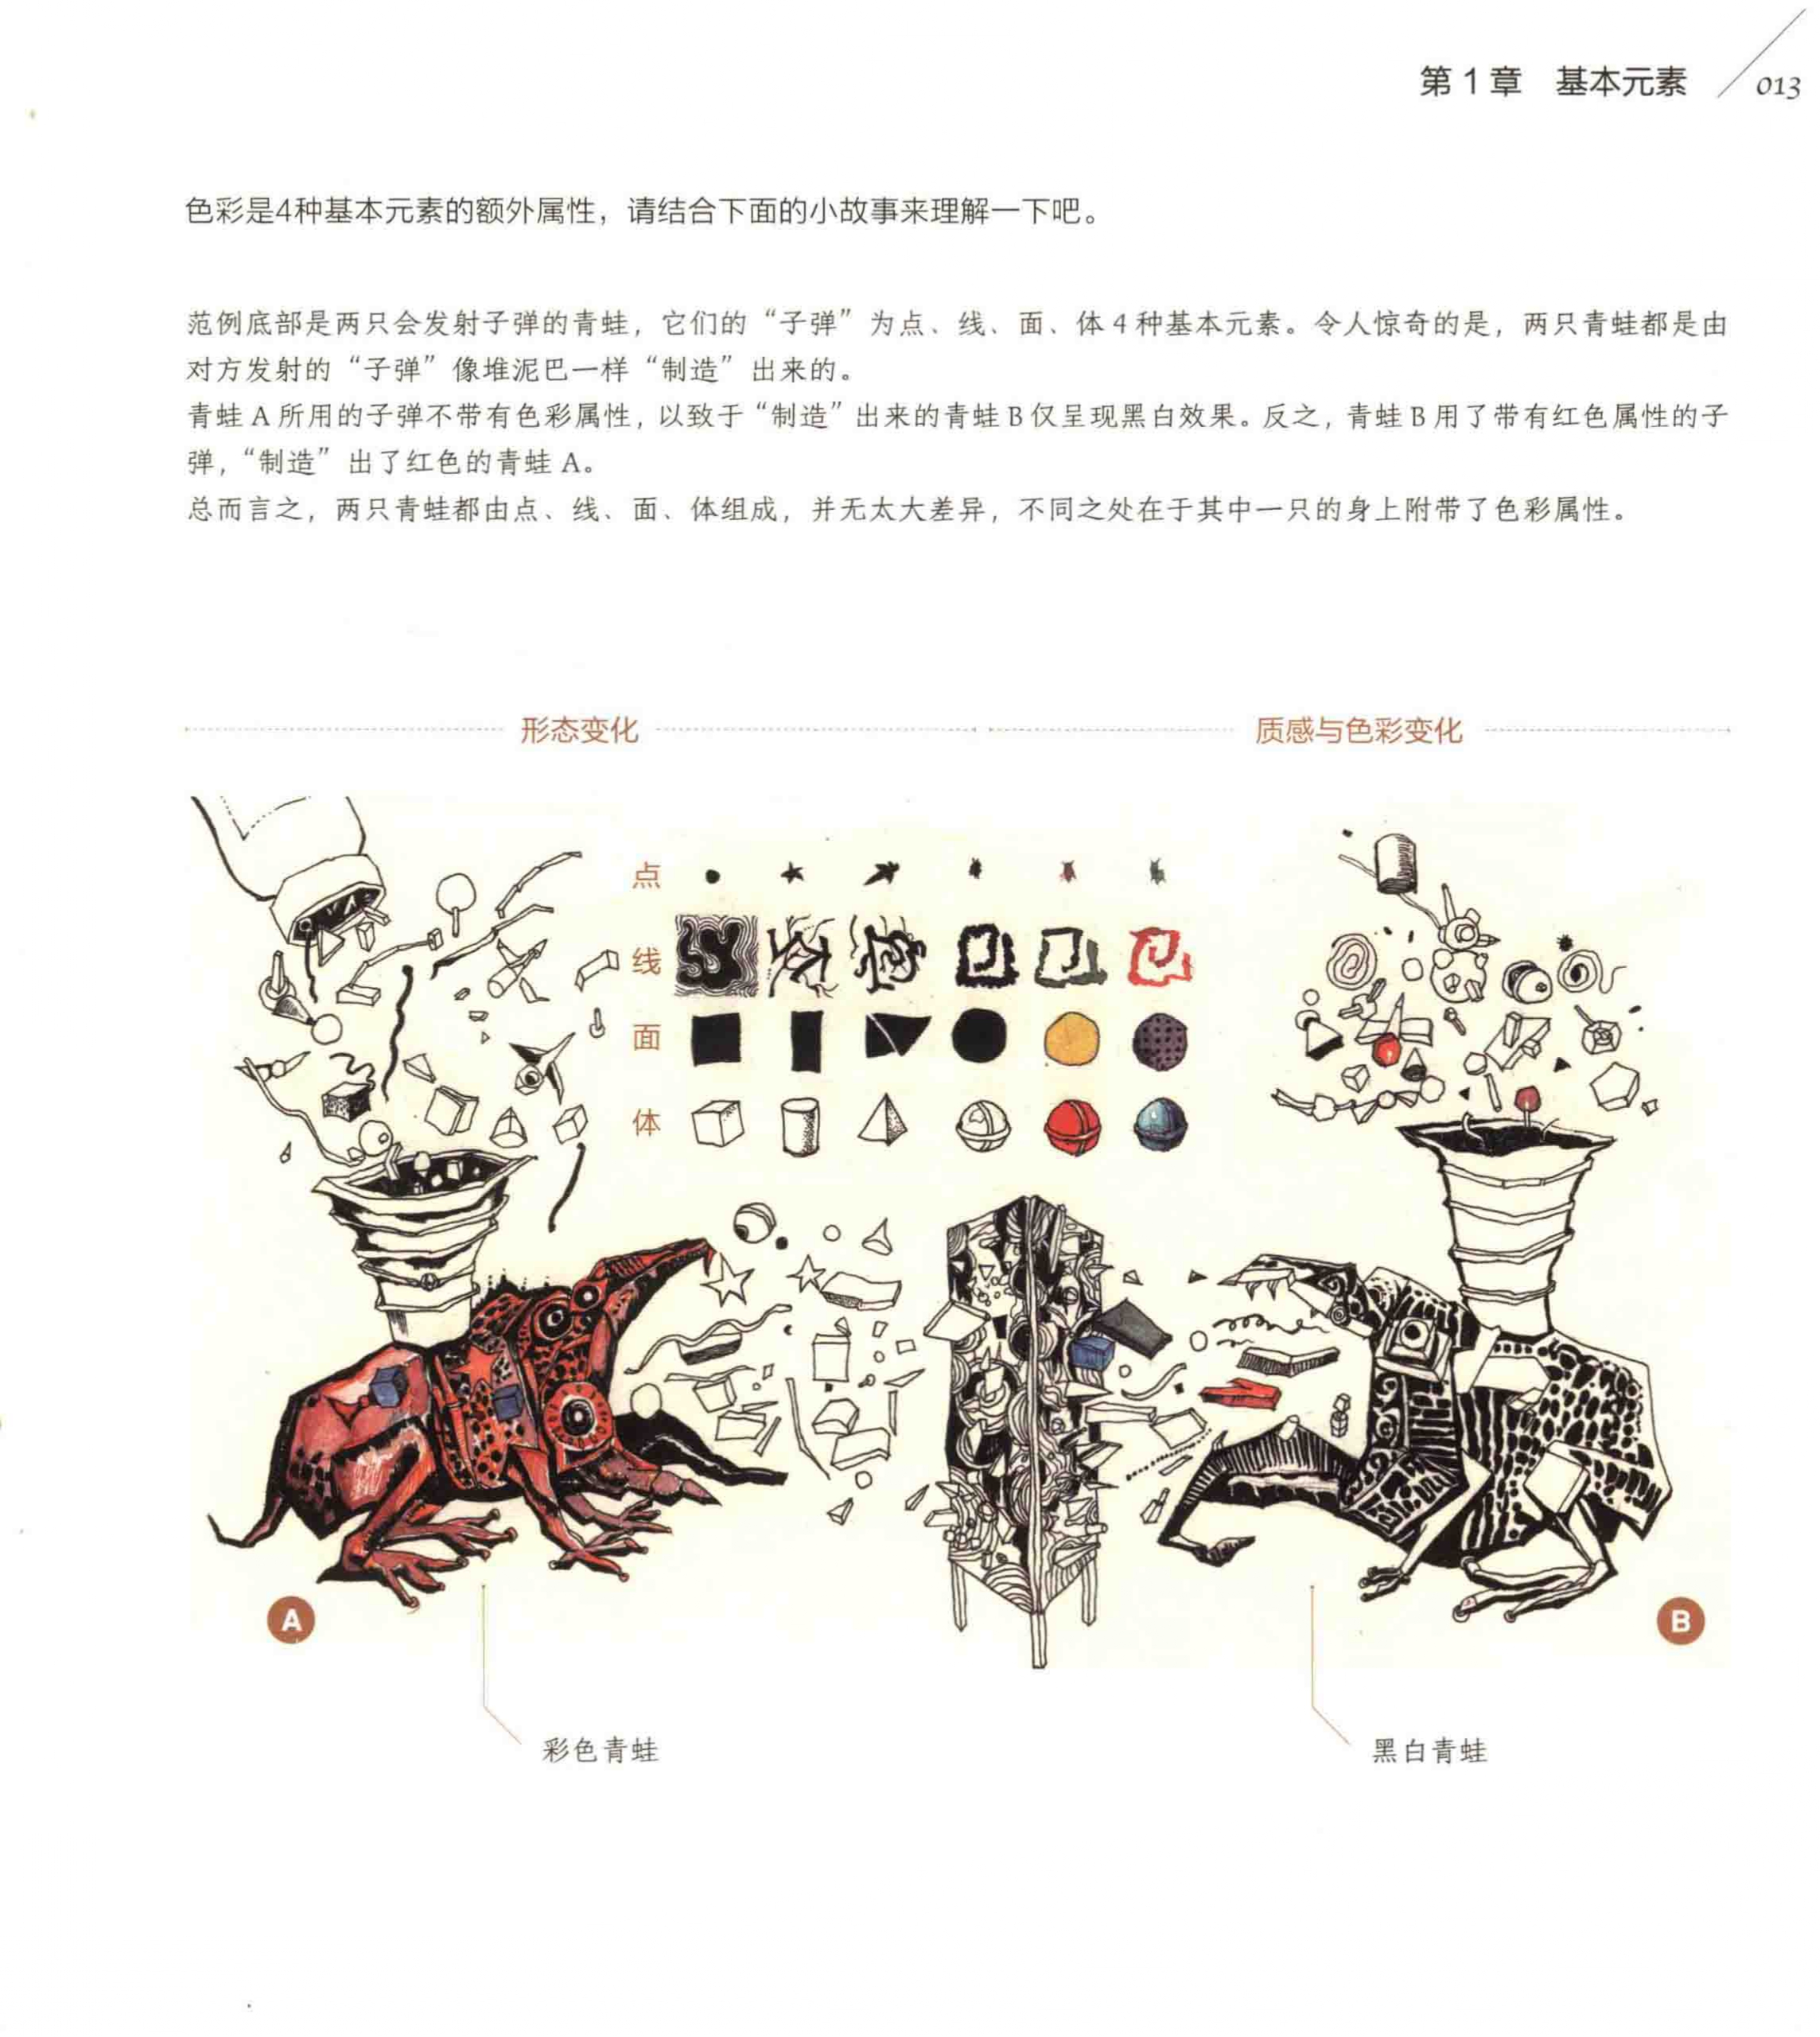 第 1 章 基本元素 013
色彩是4种基本元素的额外属性，请结合下面的小故事来理解一下吧。
范例底部是两只会发射子弹的青蛙，它们的“子弹”为点、线、面、体 4 种基本元素。令人惊奇的是，两只青蛙都是由
对方发射的“子弹”像堆泥巴一样“制造”出来的。
青蛙 A 所用的子弹不带有色彩属性，以致于“制造”出来的青蛙 B 仅呈现黑白效果。反之，青蛙 B 用了带有红色属性的子
弹，“制造”出了红色的青蛙 A。
总而言之，两只青蛙都由点、线、面、体组成，并无太大差异，不同之处在于其中一只的身上附带了色彩属性。
形态变化 质感与色彩变化
点
线
面
体
A B
彩色青蛙 黑白青蛙